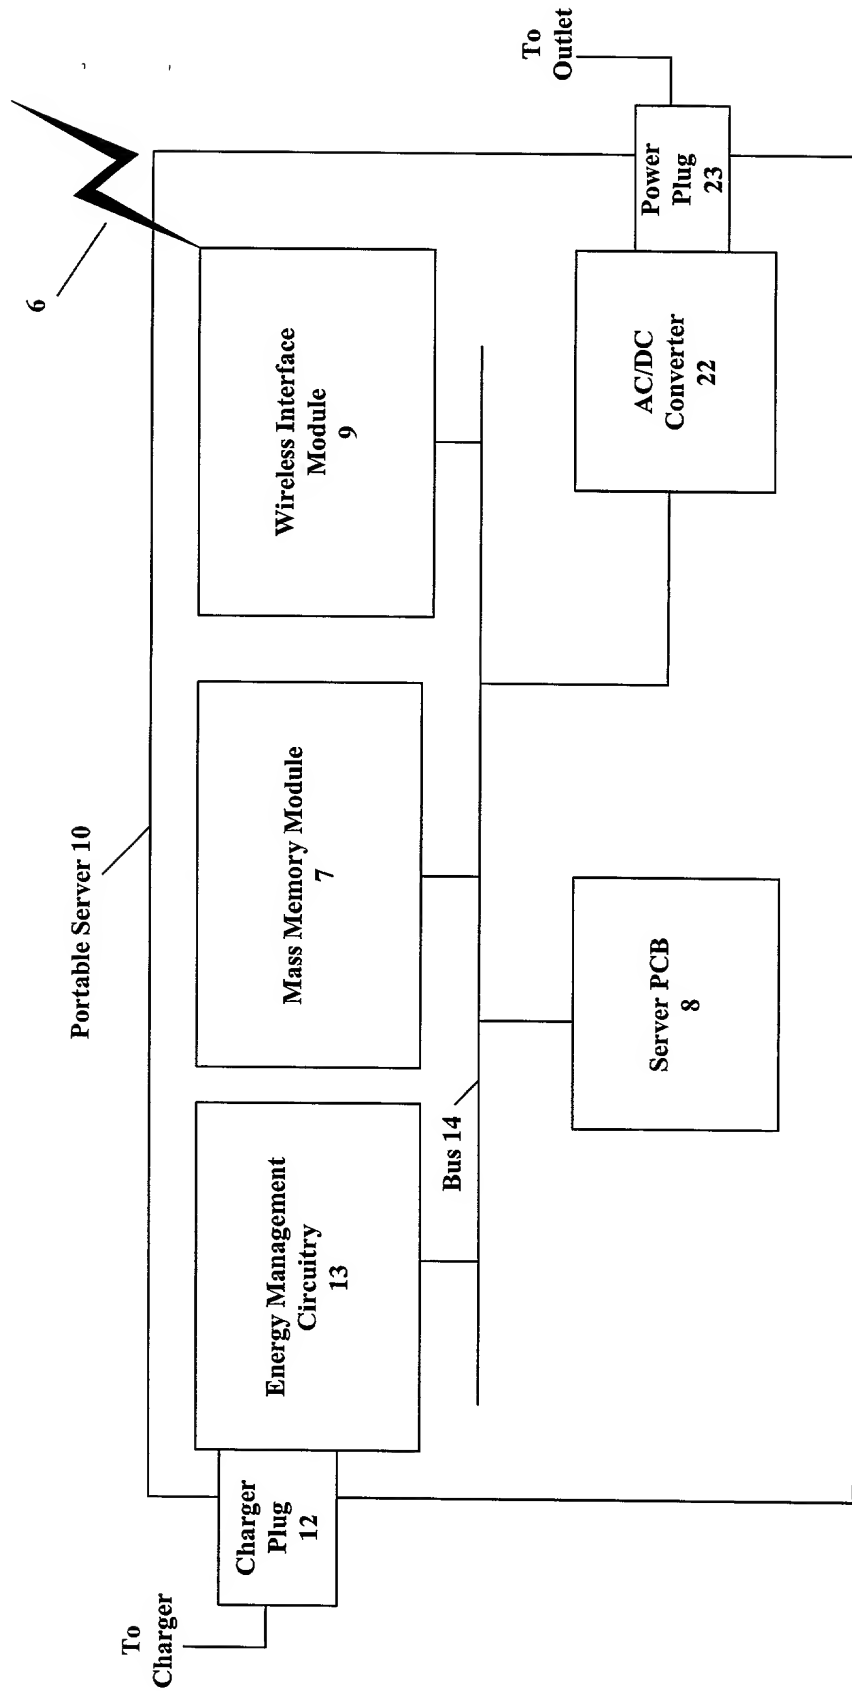 Portable Server 10
6
To
Charger
Charger
Plug
12
Energy Management
Circuitry
13
Mass Memory Module
7
Wireless Interface
Module
9
Bus 14
Server PCB
8
AC/DC
Converter
22
Power
Plug
23
To
Outlet